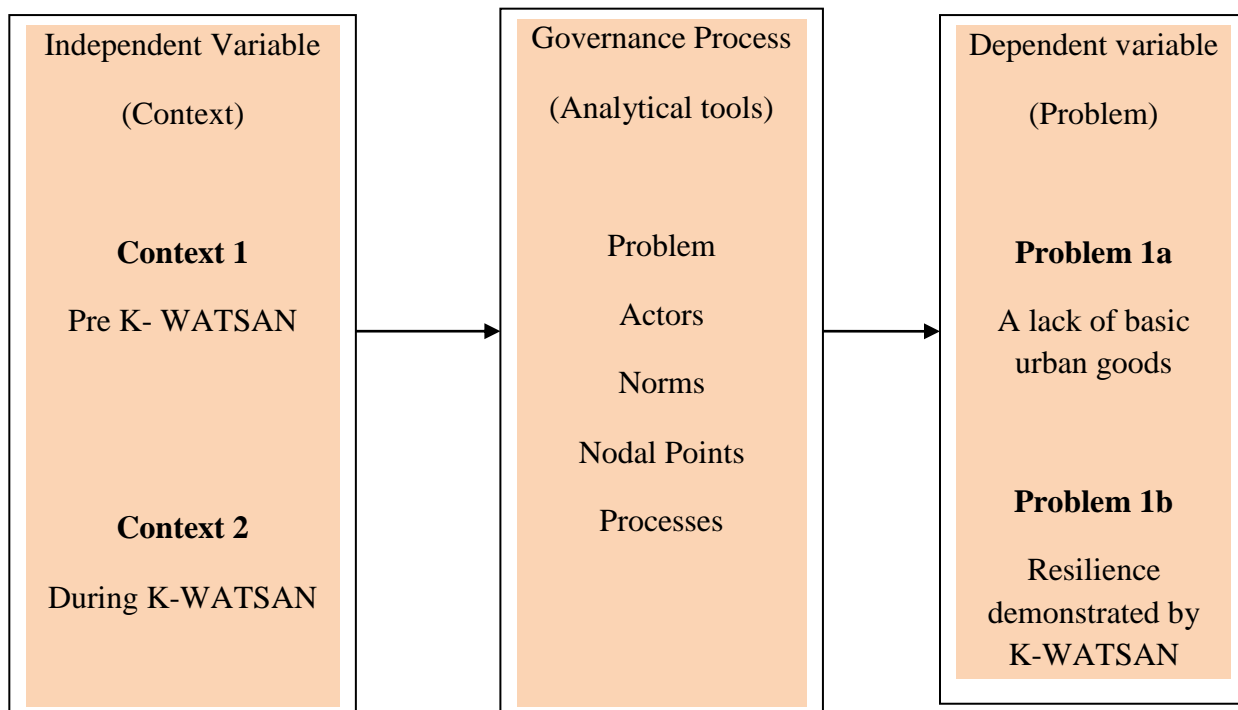 Independent Variable
(Context)
Context 1
Pre K- WATSAN
Context 2
During K-WATSAN
Governance Process
(Analytical tools)
Problem
Actors
Norms
Nodal Points
Processes
Dependent variable
(Problem)
Problem 1a
A lack of basic
urban goods
Problem 1b
Resilience
demonstrated by
K-WATSAN